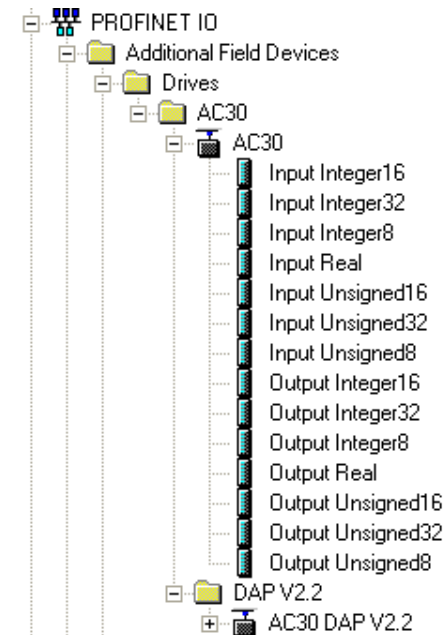 PROFINET IO
Additional Field Devices
Drives
AC30
AC30
Input Integer16
Input Integer32
Input Integer8
Input Real
Input Unsigned16
Input Unsigned32
Input Unsigned8
Output Integer16
Output Integer32
Output Integer8
Output Real
Output Unsigned16
Output Unsigned32
Output Unsigned8
DAP V2.2
AC30 DAP V2.2